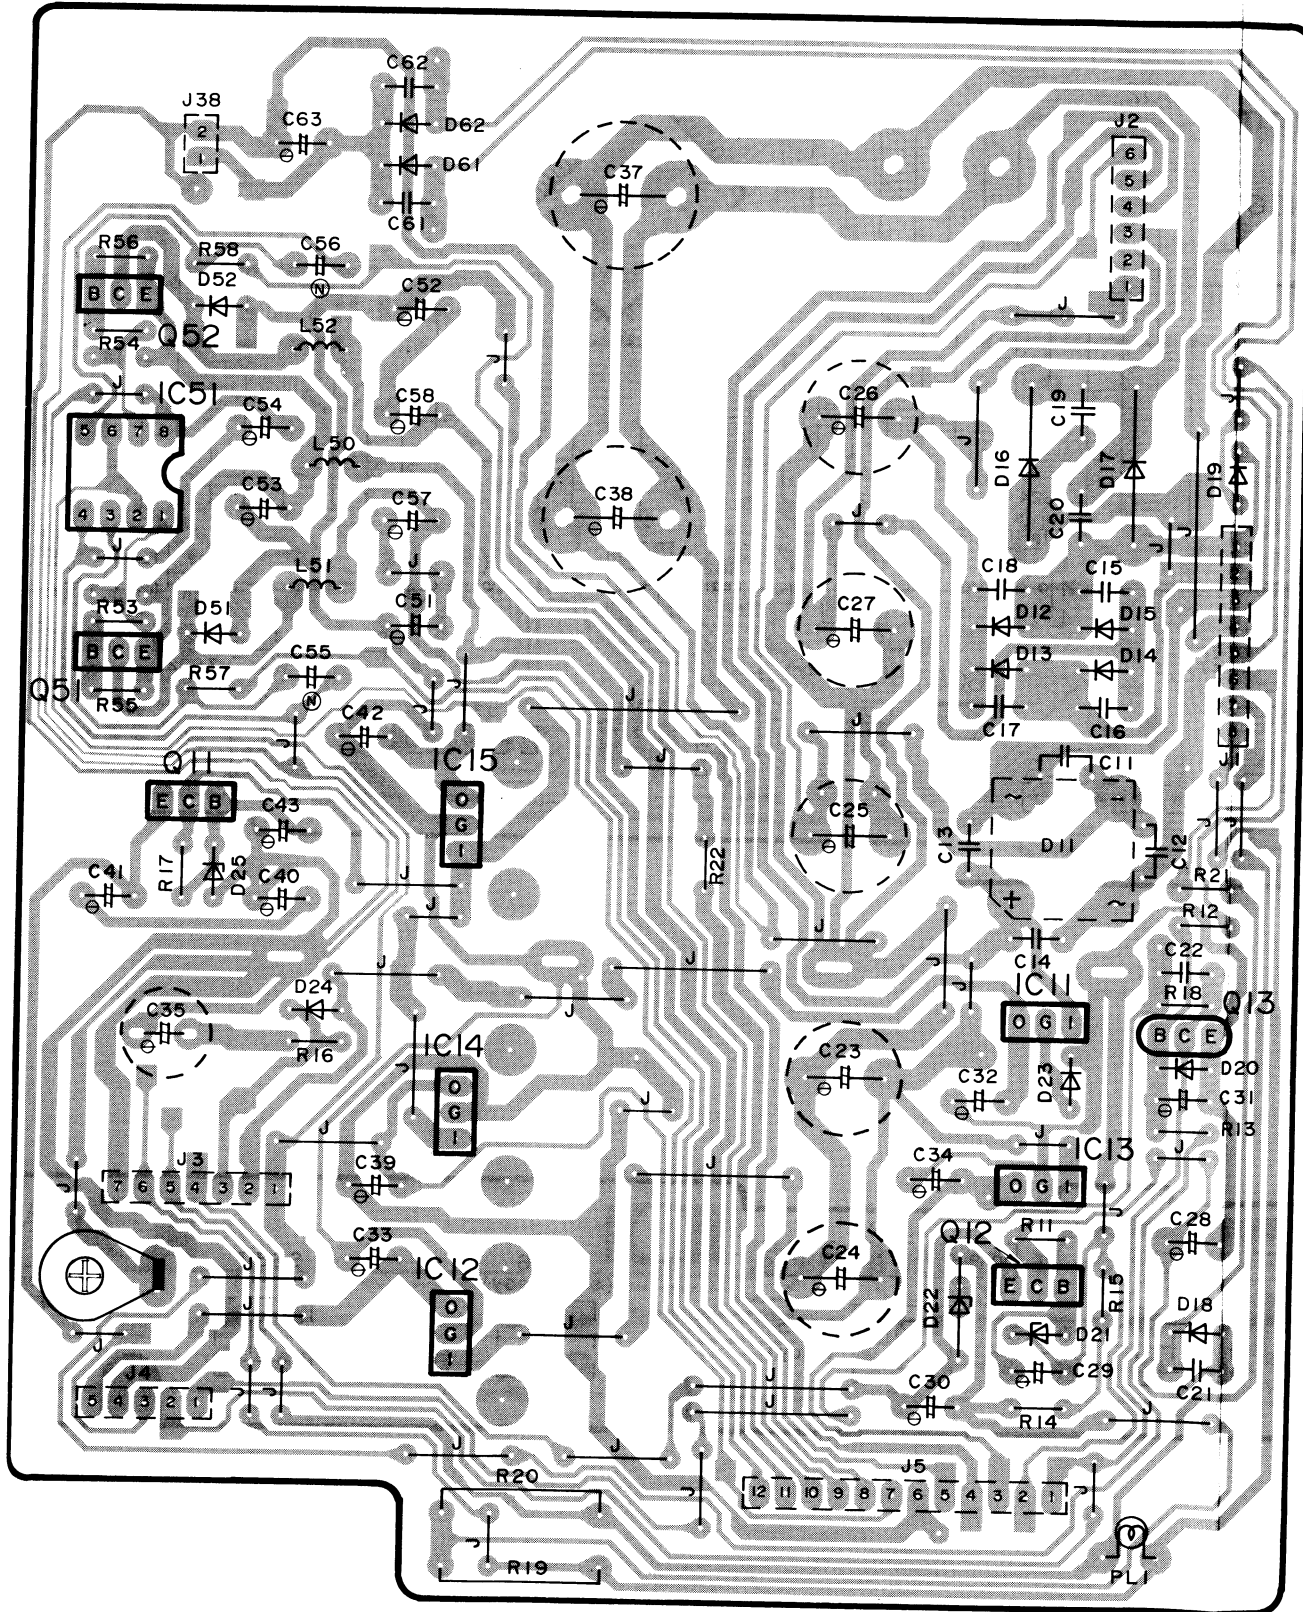 C62
J38
2
1
C63
D62
D61
C61
C37
J2
6
5
4
3
2
1
J
R56
R58
C56
N
D52
B C E
Q52
R54
C52
L52
J
J
IC51
C54
C58
5 6 7 8
4 3 2 1
L50
C53
C57
C38
C26
J
J
C19
D16
D17
C20
J
J
J
D19
J
L51
J
C51
R53
D51
B C E
Q51
R55
R57
C55
N
J
C27
C18
C15
D12
D15
D13
D14
C17
C16
C11
J11
J
J
J
J
J
J
C42
Q11
E C B
C43
IC15
O
G
I
R17
D25
C41
C40
J
J
R22
C25
C13
~
-
D11
+
~
C12
J
J
R21
R12
J
J
J
J
J
J
J
C14
C22
R18
IC11
O G I
Q13
B C E
D24
C35
R16
J
IC14
O
G
I
C23
C32
D23
D20
C31
R13
J
J
J
J
J
IC13
O G I
C34
J3
7 6 5 4 3 2 1
J
C39
J
C33
IC12
O
G
I
C24
Q12
R11
E C B
J
C28
R15
D22
D21
D18
C29
C21
J
J
J
J
J
J
J4
5 4 3 2 1
J
J
C30
R14
J
J
J
R20
J
J
J5
12 11 10 9 8 7 6 5 4 3 2 1
J
J
R19
PL1